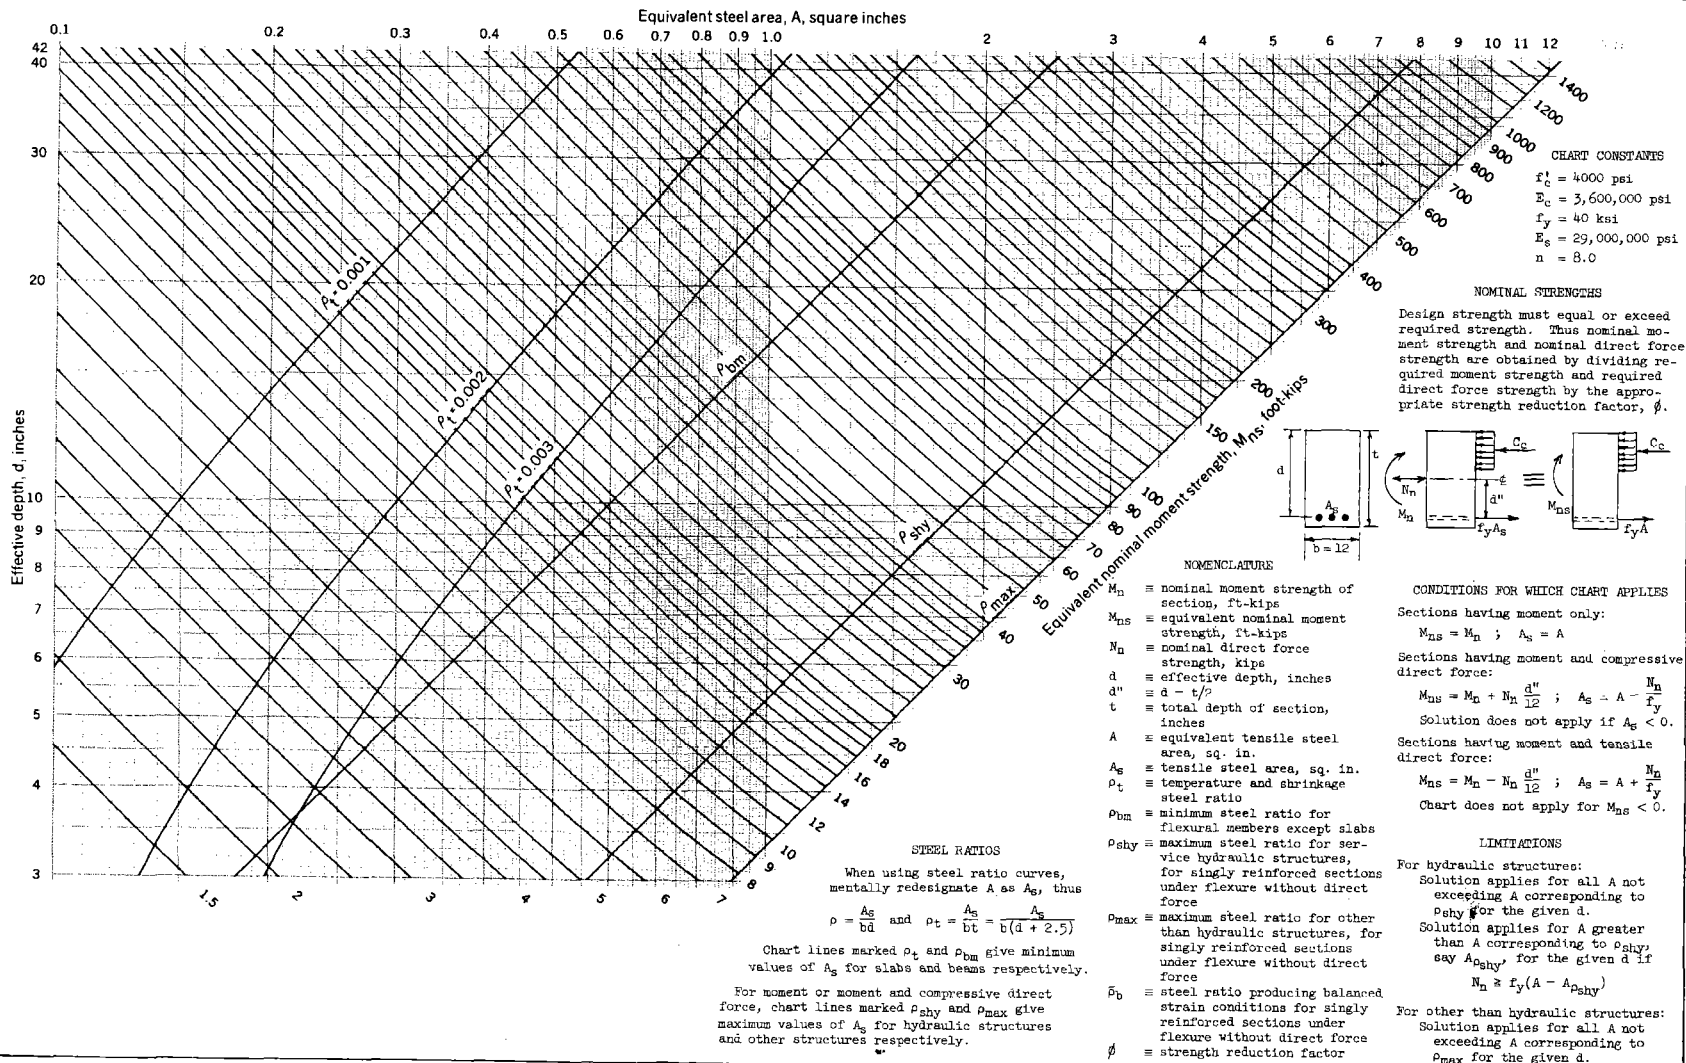 Equivalent steel area, A, square inches
0.1 0.2 0.3 0.4 0.5 0.6 0.7 0.8 0.9 1.0 2 3 4 5 6 7 8 9 10 11 12
Effective depth, d, inches
42
40
30
20
10
9
8
7
6
5
4
3
ρt = 0.001
ρt = 0.002
ρt = 0.003
ρbm
ρshy
ρmax
Equivalent nominal moment strength, Mns, foot-kips
1.5 2 3 4 5 6 7 8 9 10 12 14 16 18 20 30 40 50 60 70 80 90 100 150 200 300 400 500 600 700 800 900 1000 1200 1400
CHART CONSTANTS
f'c = 4000 psi
Ec = 3,600,000 psi
fy = 40 ksi
Es = 29,000,000 psi
n = 8.0
NOMINAL STRENGTHS
Design strength must equal or exceed
required strength. Thus nominal mo-
ment strength and nominal direct force
strength are obtained by dividing re-
quired moment strength and required
direct force strength by the appro-
priate strength reduction factor, ϕ.
d As t b = 12
Nn Mn Cc ¢ d" fyAs ≡ Mns Cc fyA
NOMENCLATURE
Mn ≡ nominal moment strength of
section, ft-kips
Mns ≡ equivalent nominal moment
strength, ft-kips
Nn ≡ nominal direct force
strength, kips
d ≡ effective depth, inches
d" ≡ d - t/2
t ≡ total depth of section,
inches
A ≡ equivalent tensile steel
area, sq. in.
As ≡ tensile steel area, sq. in.
ρt ≡ temperature and shrinkage
steel ratio
ρbm ≡ minimum steel ratio for
flexural members except slabs
ρshy ≡ maximum steel ratio for ser-
vice hydraulic structures,
for singly reinforced sections
under flexure without direct
force
ρmax ≡ maximum steel ratio for other
than hydraulic structures, for
singly reinforced sections
under flexure without direct
force
ρ̄b ≡ steel ratio producing balanced
strain conditions for singly
reinforced sections under
flexure without direct force
ϕ ≡ strength reduction factor
CONDITIONS FOR WHICH CHART APPLIES
Sections having moment only:
Mns = Mn ; As = A
Sections having moment and compressive
direct force:
Mns = Mn + Nn d"/12 ; As = A - Nn/fy
Solution does not apply if As < 0.
Sections having moment and tensile
direct force:
Mns = Mn - Nn d"/12 ; As = A + Nn/fy
Chart does not apply for Mns < 0.
LIMITATIONS
For hydraulic structures:
Solution applies for all A not
exceeding A corresponding to
ρshy for the given d.
Solution applies for A greater
than A corresponding to ρshy,
say Aρshy, for the given d if
Nn ≥ fy(A - Aρshy)
For other than hydraulic structures:
Solution applies for all A not
exceeding A corresponding to
ρmax for the given d.
STEEL RATIOS
When using steel ratio curves,
mentally redesignate A as As, thus
ρ = As/bd and ρt = As/bt = As/b(d + 2.5)
Chart lines marked ρt and ρbm give minimum
values of As for slabs and beams respectively.
For moment or moment and compressive direct
force, chart lines marked ρshy and ρmax give
maximum values of As for hydraulic structures
and other structures respectively.